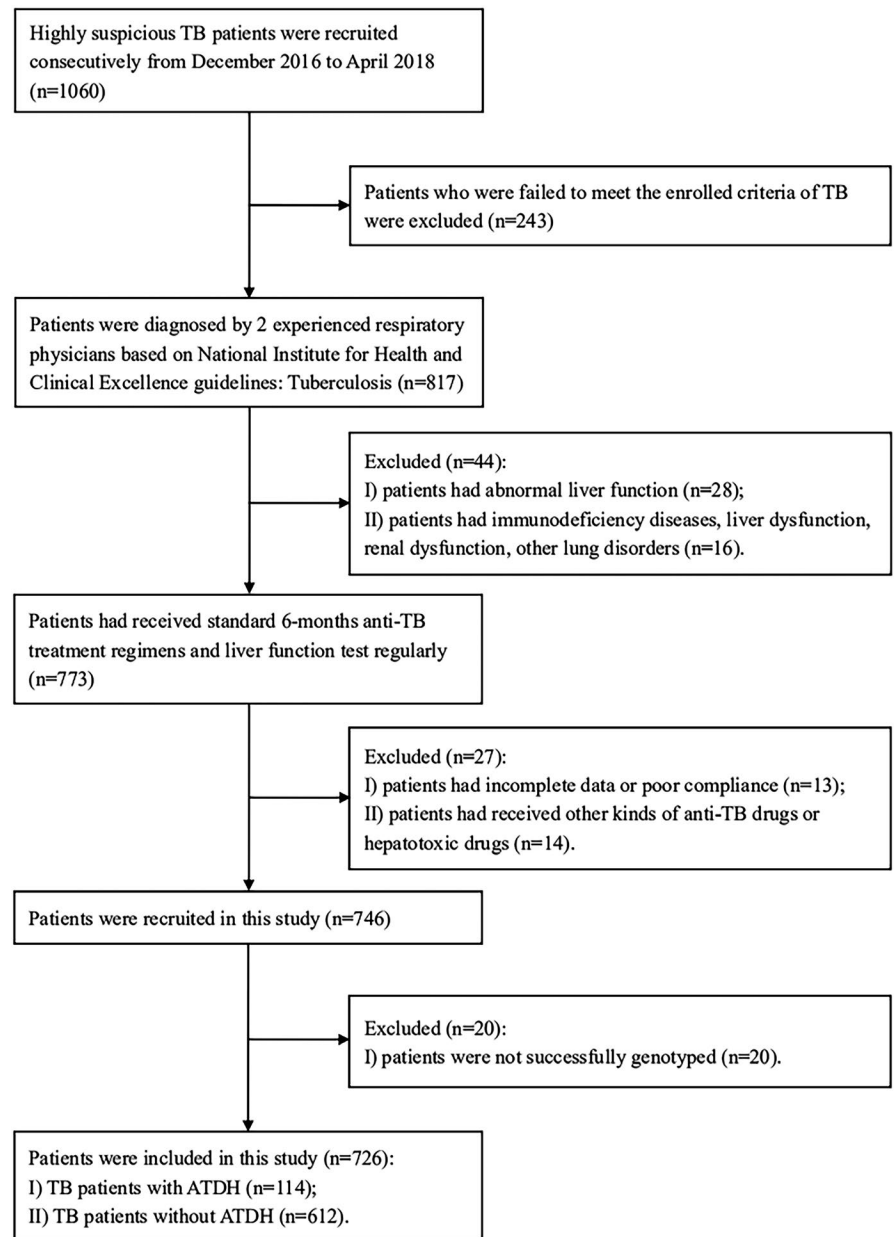 Highly suspicious TB patients were recruited
consecutively from December 2016 to April 2018
(n=1060)
Patients who were failed to meet the enrolled criteria of TB
were excluded (n=243)
Patients were diagnosed by 2 experienced respiratory
physicians based on National Institute for Health and
Clinical Excellence guidelines: Tuberculosis (n=817)
Excluded (n=44):
I) patients had abnormal liver function (n=28);
II) patients had immunodeficiency diseases, liver dysfunction,
renal dysfunction, other lung disorders (n=16).
Patients had received standard 6-months anti-TB
treatment regimens and liver function test regularly
(n=773)
Excluded (n=27):
I) patients had incomplete data or poor compliance (n=13);
II) patients had received other kinds of anti-TB drugs or
hepatotoxic drugs (n=14).
Patients were recruited in this study (n=746)
Excluded (n=20):
I) patients were not successfully genotyped (n=20).
Patients were included in this study (n=726):
I) TB patients with ATDH (n=114);
II) TB patients without ATDH (n=612).